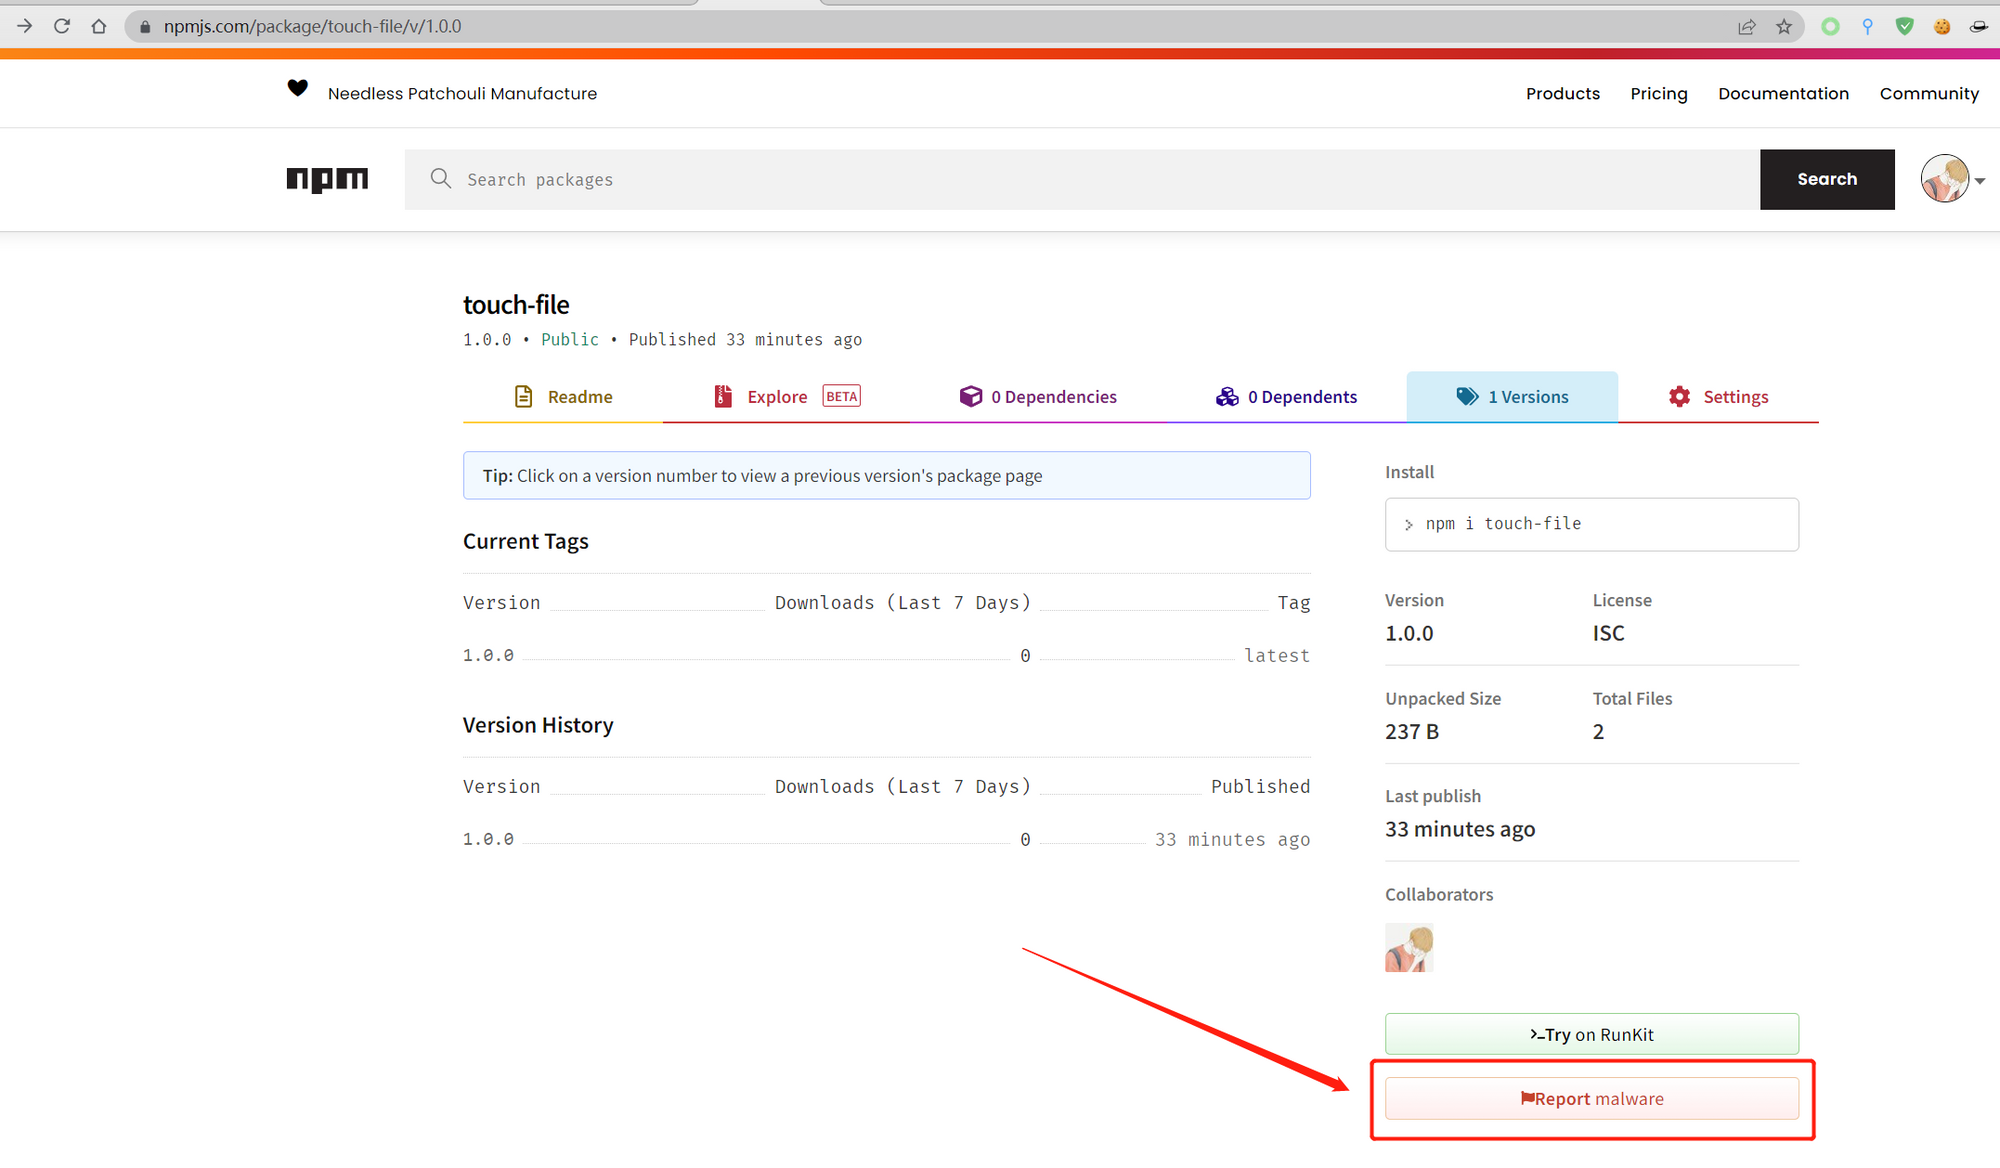 npmjs.com/package/touch-file/v/1.0.0
Needless Patchouli Manufacture
Products Pricing Documentation Community
npm Search packages Search
touch-file
1.0.0 • Public • Published 33 minutes ago
Readme Explore BETA 0 Dependencies 0 Dependents 1 Versions Settings
Tip: Click on a version number to view a previous version's package page
Current Tags
Version Downloads (Last 7 Days) Tag
1.0.0 0 latest
Version History
Version Downloads (Last 7 Days) Published
1.0.0 0 33 minutes ago
Install
> npm i touch-file
Version License
1.0.0 ISC
Unpacked Size Total Files
237 B 2
Last publish
33 minutes ago
Collaborators
>_Try on RunKit
Report malware